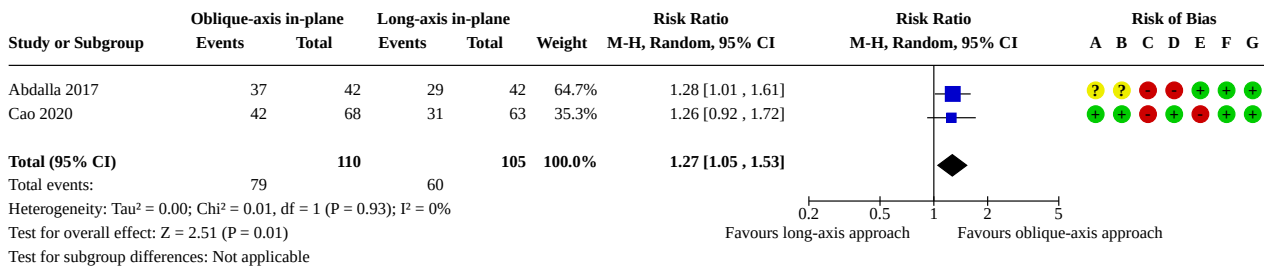 Oblique-axis in-plane Long-axis in-plane Risk Ratio Risk Ratio Risk of Bias
Study or Subgroup Events Total Events Total Weight M-H, Random, 95% CI M-H, Random, 95% CI A B C D E F G
Abdalla 2017 37 42 29 42 64.7% 1.28 [1.01 , 1.61] ? ? - - + + +
Cao 2020 42 68 31 63 35.3% 1.26 [0.92 , 1.72] + + - + - + +
Total (95% CI) 110 105 100.0% 1.27 [1.05 , 1.53]
Total events: 79 60
Heterogeneity: Tau² = 0.00; Chi² = 0.01, df = 1 (P = 0.93); I² = 0%
0.2 0.5 1 2 5
Test for overall effect: Z = 2.51 (P = 0.01) Favours long-axis approach Favours oblique-axis approach
Test for subgroup differences: Not applicable